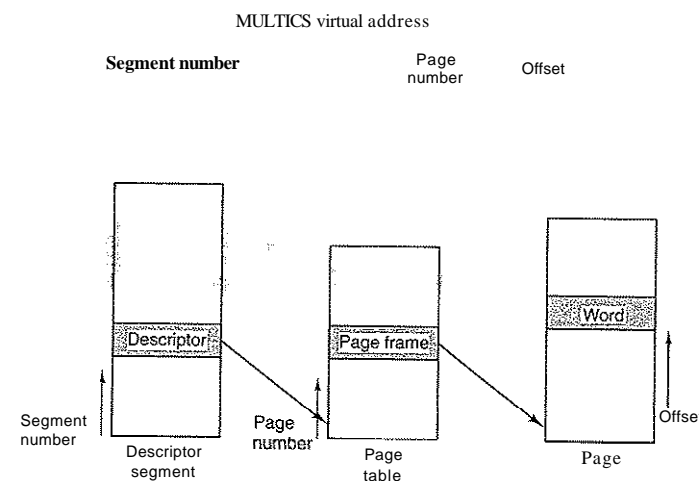 MULTICS virtual address
Segment number
Page
number
Offset
Descriptor
Page frame
Word
Segment
number
Page
number
Offse
Descriptor
segment
Page
table
Page